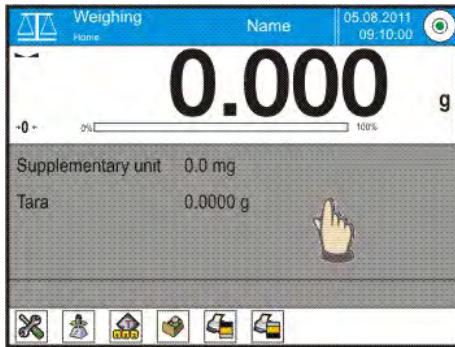 Weighing
Home
Name
05.08.2011
09:10:00
0.000 g
→0←
0% 100%
Supplementary unit 0.0 mg
Tara 0.0000 g